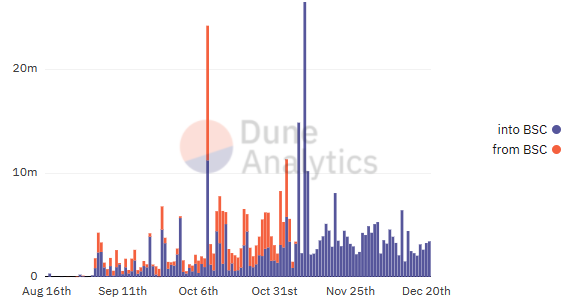 20m
10m
0
Aug 16th
Sep 11th
Oct 6th
Oct 31st
Nov 25th
Dec 20th
Dune
Analytics
into BSC
from BSC